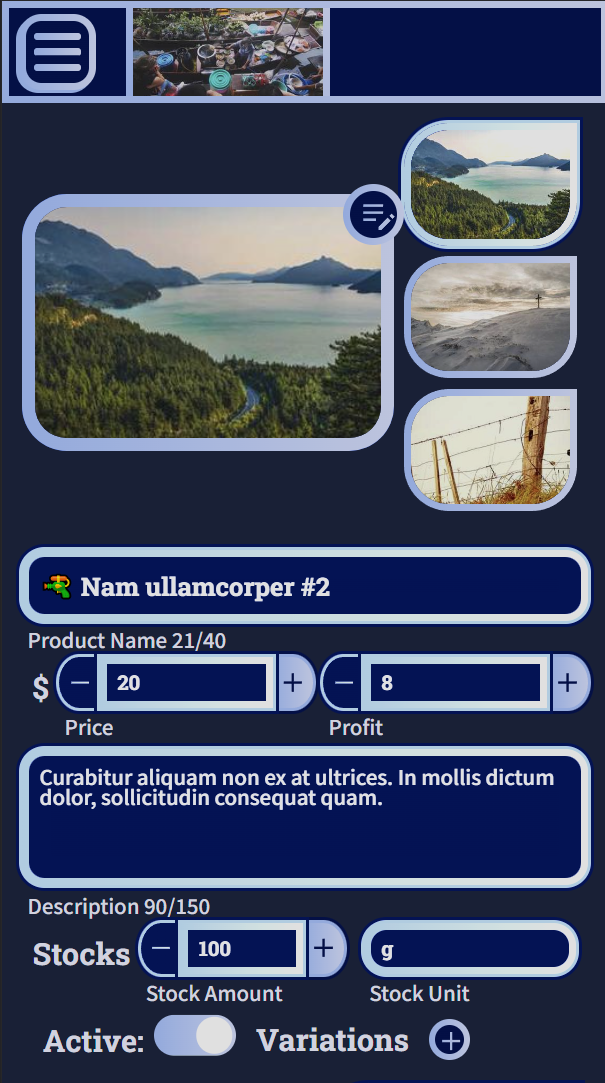 🔫 Nam ullamcorper #2
Product Name 21/40
$ − 20 + − 8 +
Price Profit
Curabitur aliquam non ex at ultrices. In mollis dictum
dolor, sollicitudin consequat quam.
Description 90/150
Stocks − 100 + g
Stock Amount Stock Unit
Active: Variations +